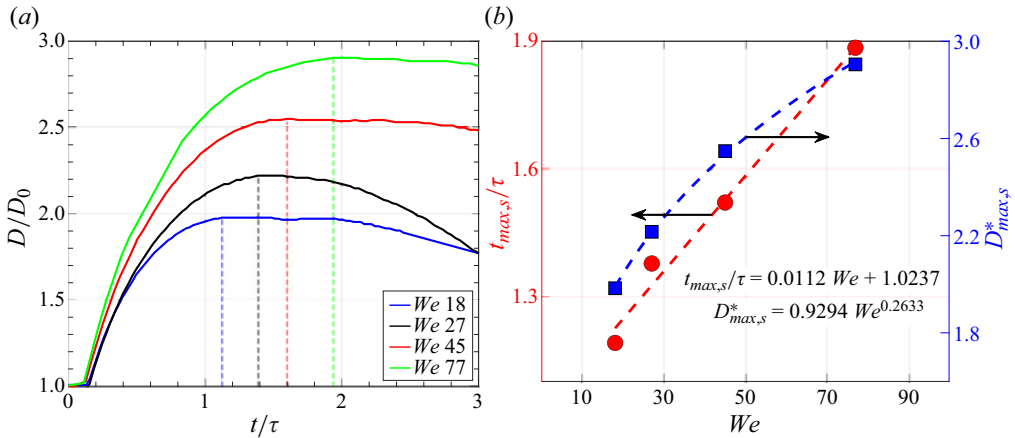 (a)
(b)
3.0
2.5
2.0
1.5
1.0
D/D0
0
1
2
3
t/τ
We 18
We 27
We 45
We 77
1.9
1.6
1.3
tmax,s/τ
3.0
2.6
2.2
1.8
D*max,s
tmax,s/τ = 0.0112 We + 1.0237
D*max,s = 0.9294 We^0.2633
10
30
50
70
90
We